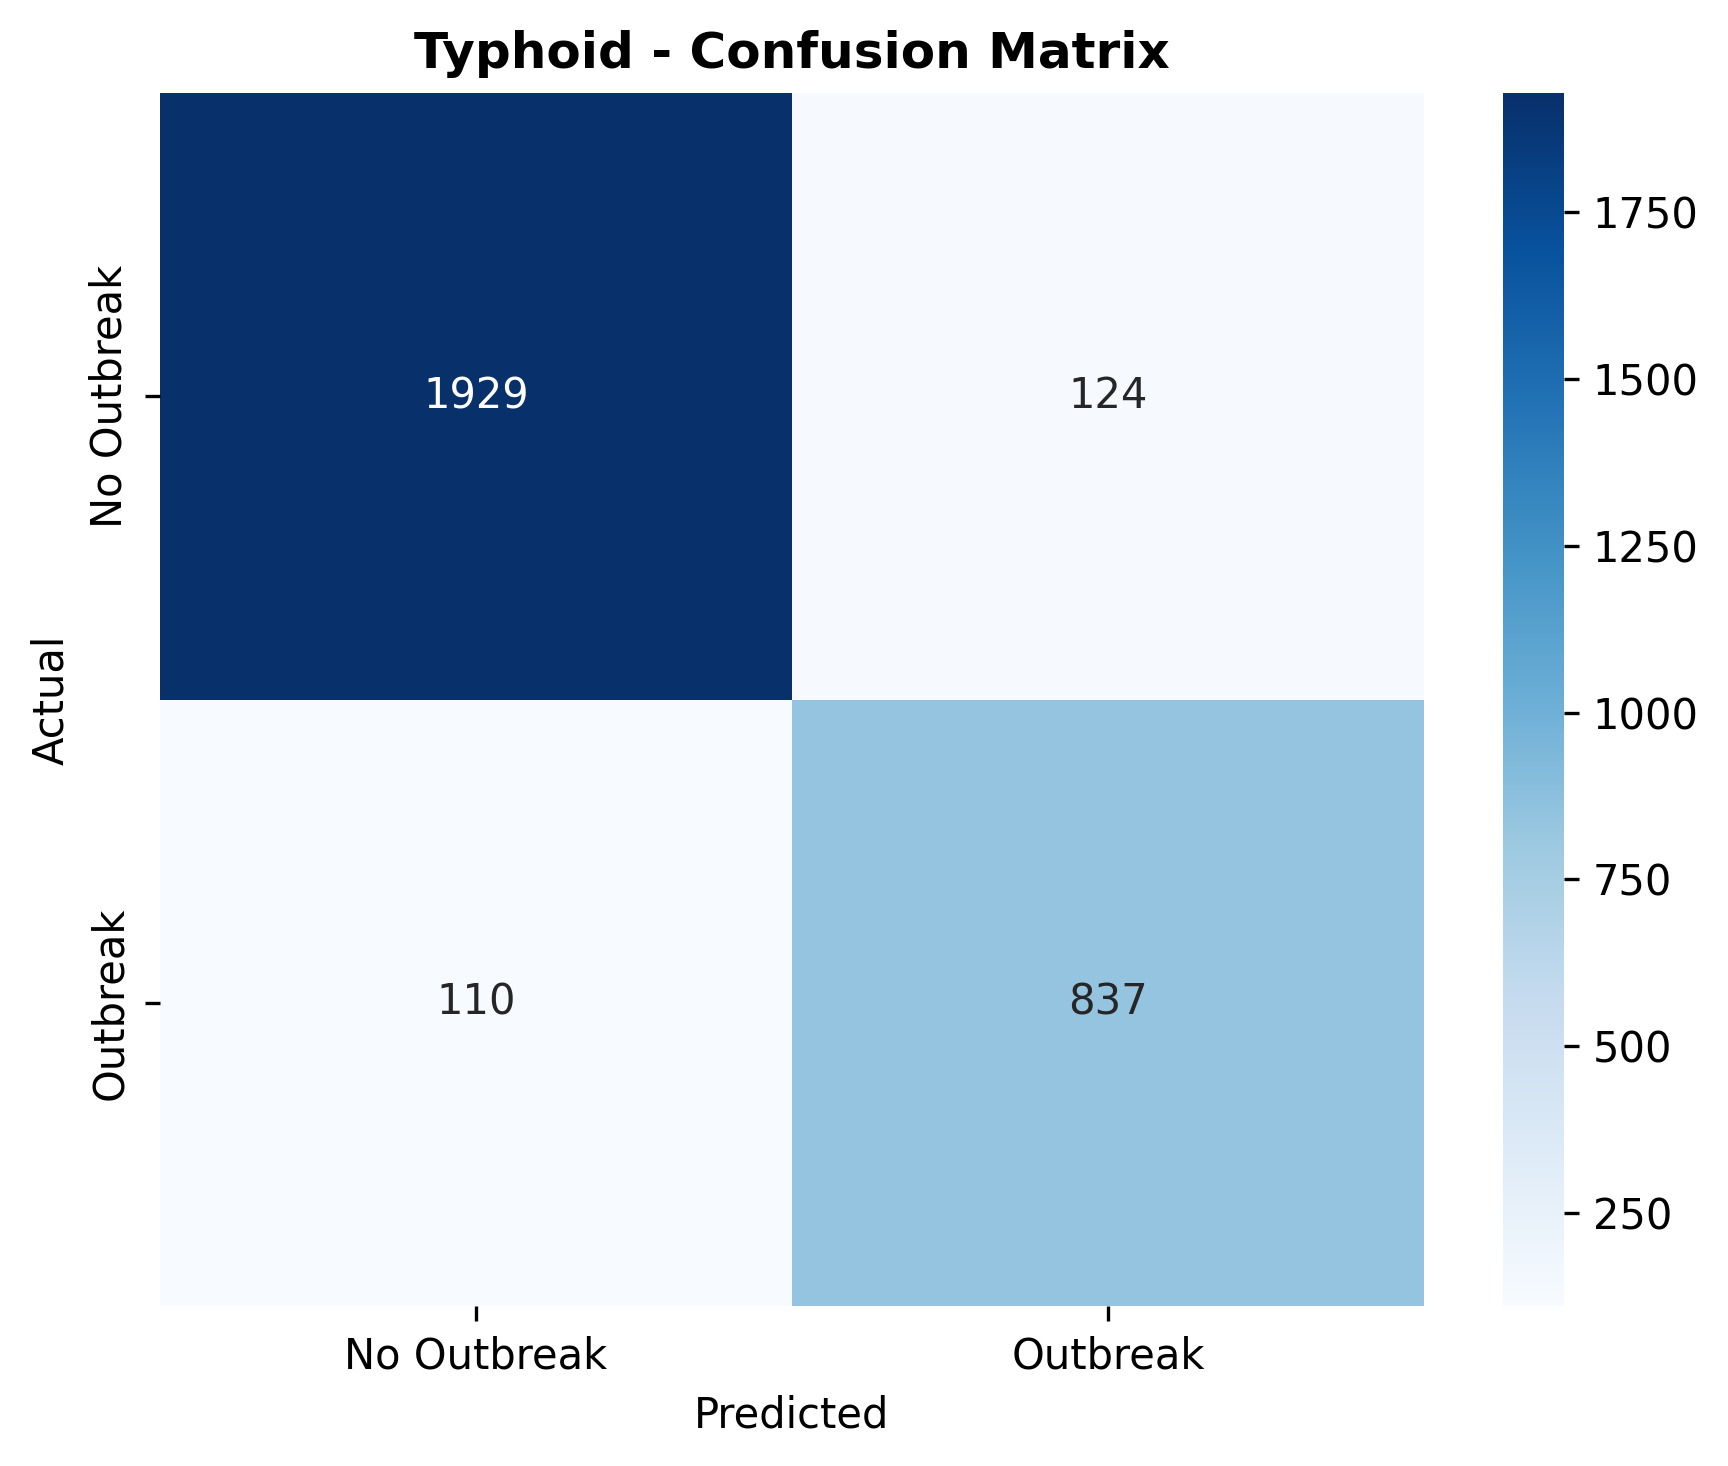 Typhoid - Confusion Matrix
Actual
No Outbreak
Outbreak
1929
124
110
837
No Outbreak
Outbreak
Predicted
1750
1500
1250
1000
750
500
250